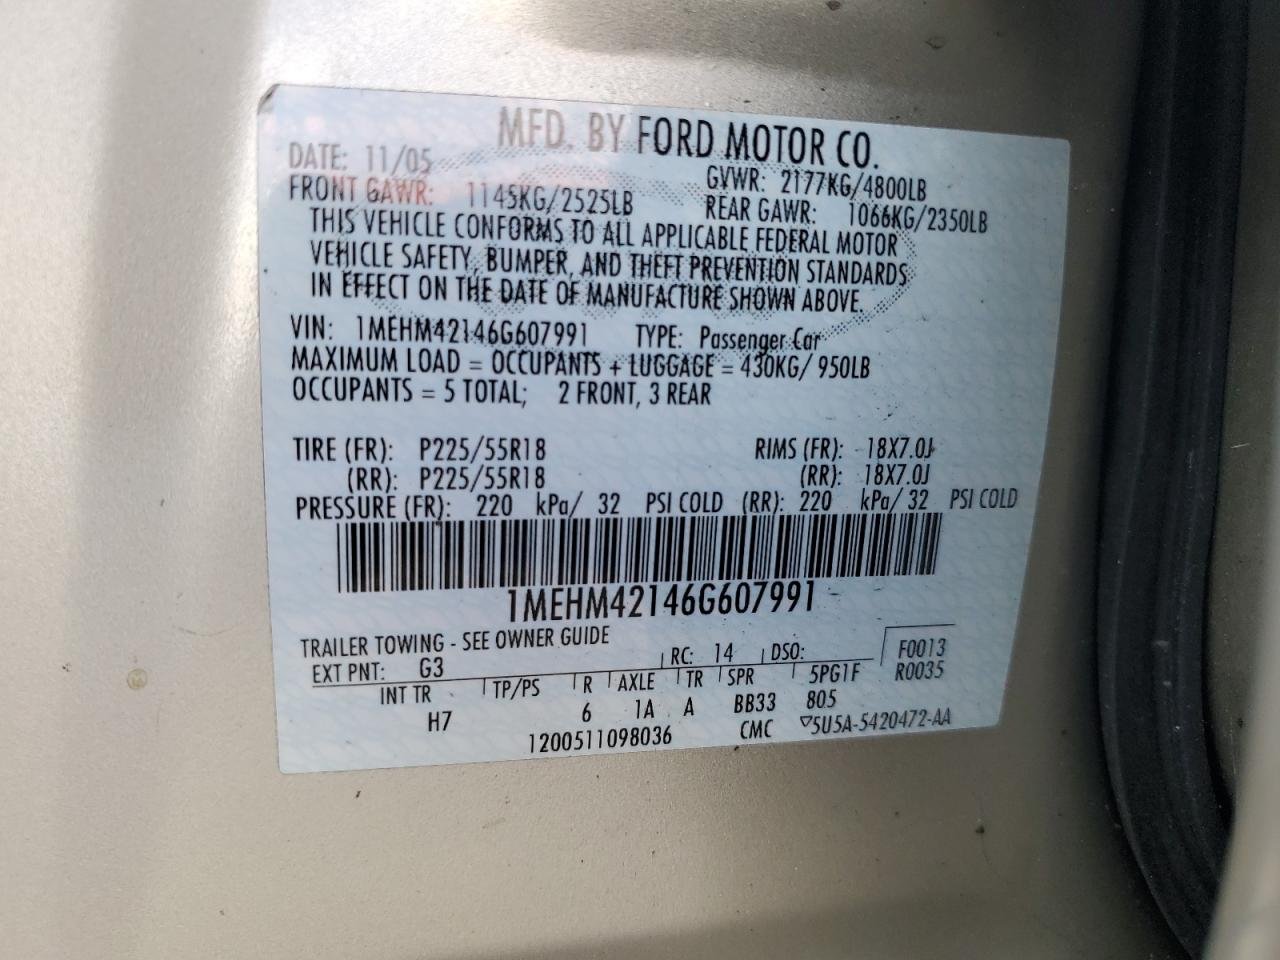 MFD. BY FORD MOTOR CO.
DATE: 11/05 GVWR: 2177KG/4800LB
FRONT GAWR: 1145KG/2525LB REAR GAWR: 1066KG/2350LB
THIS VEHICLE CONFORMS TO ALL APPLICABLE FEDERAL MOTOR
VEHICLE SAFETY, BUMPER, AND THEFT PREVENTION STANDARDS
IN EFFECT ON THE DATE OF MANUFACTURE SHOWN ABOVE.
VIN: 1MEHM42146G607991 TYPE: Passenger Car
MAXIMUM LOAD = OCCUPANTS + LUGGAGE = 430KG/ 950LB
OCCUPANTS = 5 TOTAL; 2 FRONT, 3 REAR
TIRE (FR): P225/55R18 RIMS (FR): 18X7.0J
(RR): P225/55R18 (RR): 18X7.0J
PRESSURE (FR): 220 kPa/ 32 PSI COLD (RR): 220 kPa/ 32 PSI COLD
1MEHM42146G607991
TRAILER TOWING - SEE OWNER GUIDE
EXT PNT: G3 RC: 14 DSO: F0013
R0035
INT TR TP/PS R AXLE TR SPR 5PG1F
H7 6 1A A BB33 805
1200511098036 CMC ▽5U5A-5420472-AA